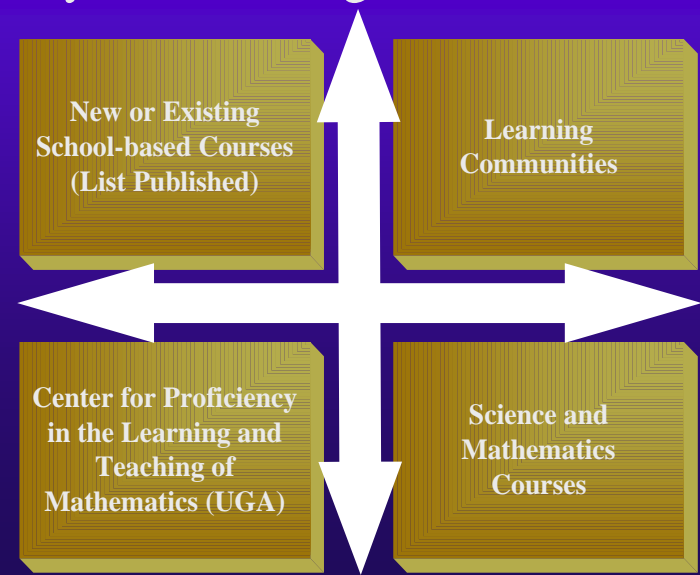 New or Existing
School-based Courses
(List Published)
Learning
Communities
Center for Proficiency
in the Learning and
Teaching of
Mathematics (UGA)
Science and
Mathematics
Courses